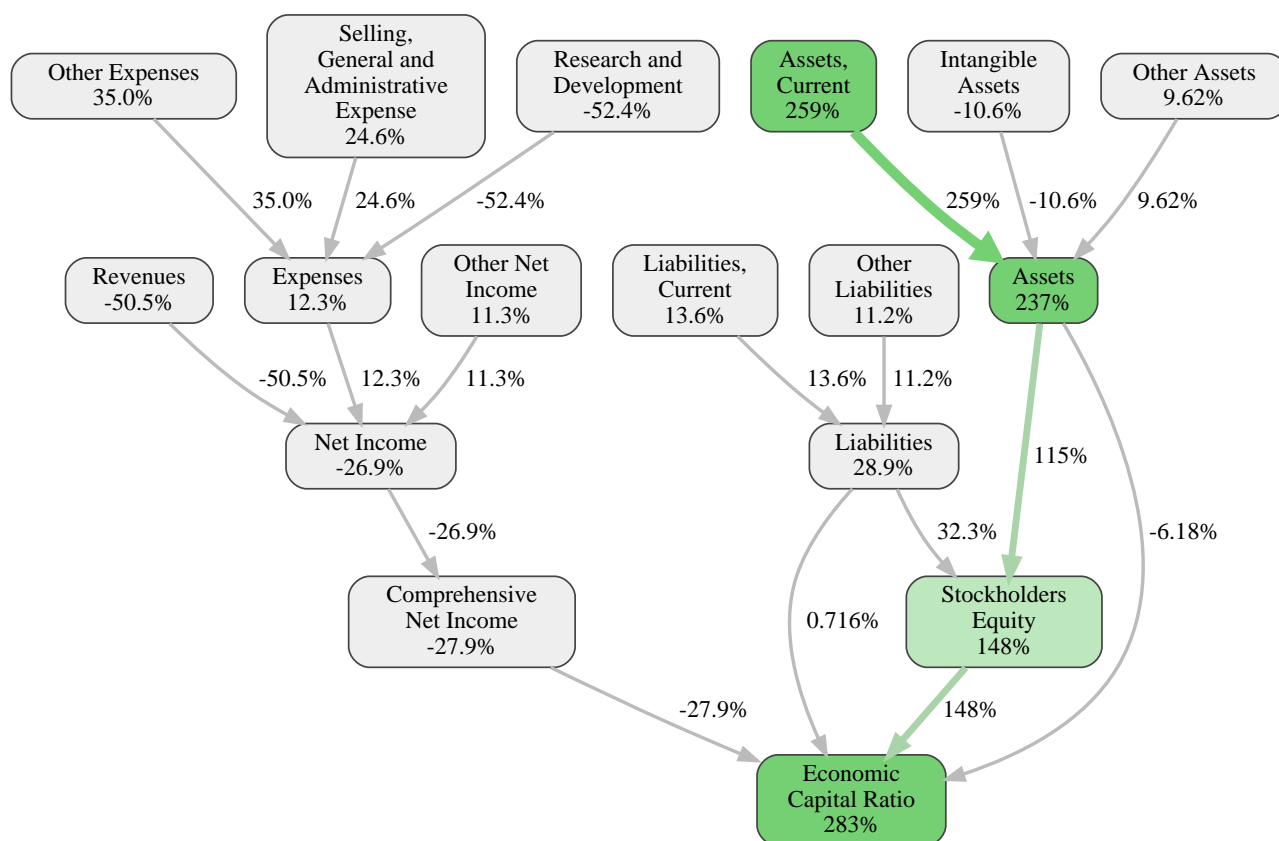 Other Expenses
35.0%
Selling,
General and
Administrative
Expense
24.6%
Research and
Development
-52.4%
Assets,
Current
259%
Intangible
Assets
-10.6%
Other Assets
9.62%
35.0%
24.6%
-52.4%
259%
-10.6%
9.62%
Revenues
-50.5%
Expenses
12.3%
Other Net
Income
11.3%
Liabilities,
Current
13.6%
Other
Liabilities
11.2%
Assets
237%
-50.5%
12.3%
11.3%
13.6%
11.2%
Net Income
-26.9%
Liabilities
28.9%
115%
-26.9%
32.3%
-6.18%
Comprehensive
Net Income
-27.9%
0.716%
Stockholders
Equity
148%
-27.9%
148%
Economic
Capital Ratio
283%